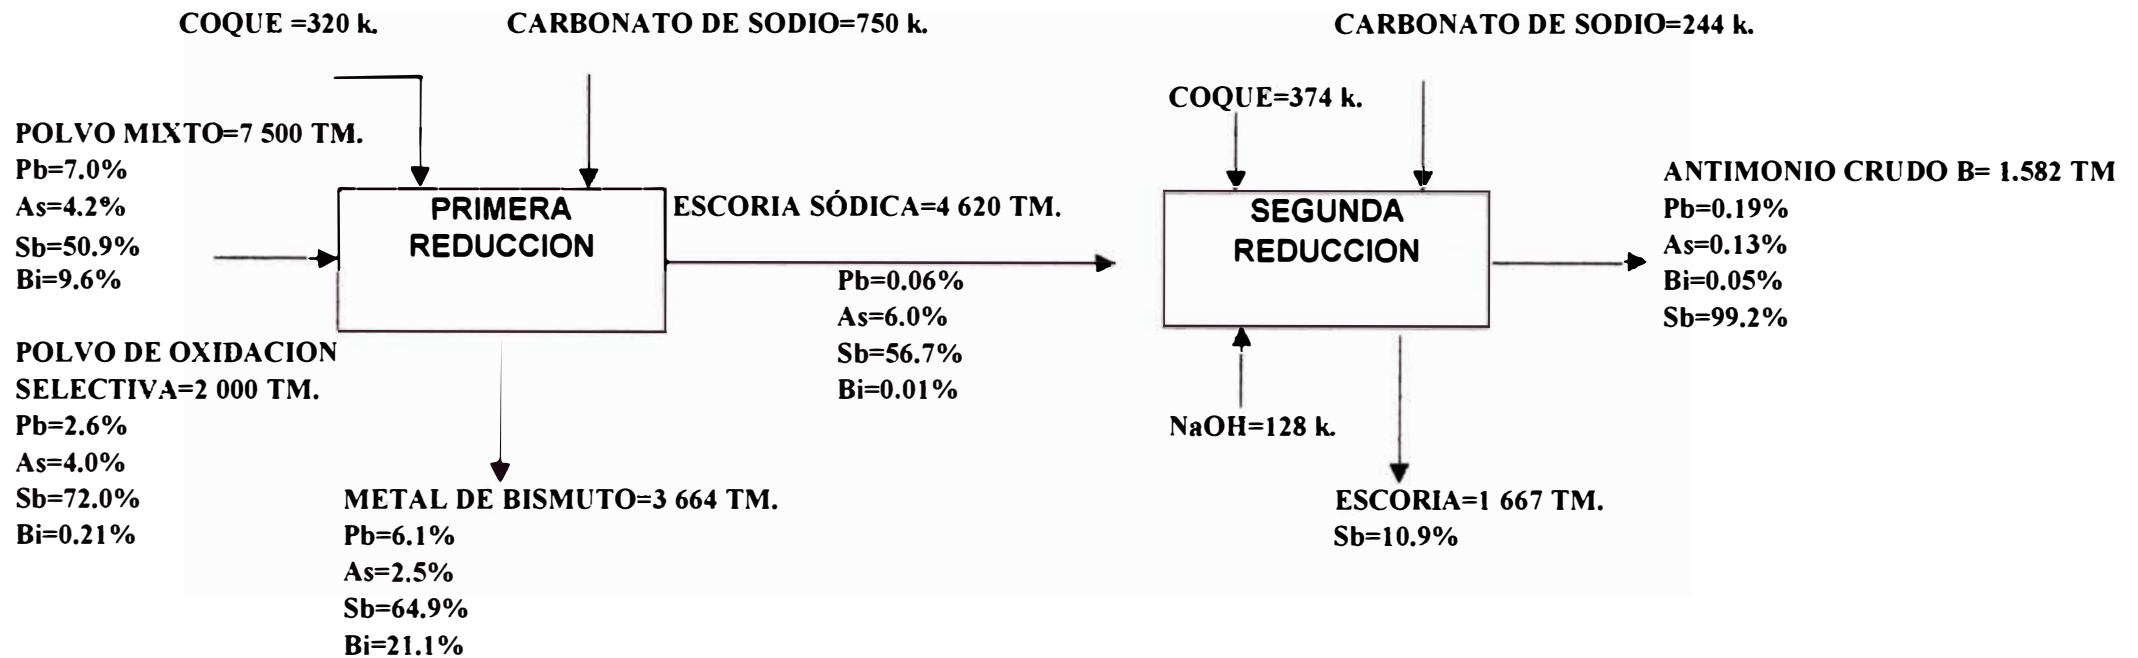 COQUE =320 k.
CARBONATO DE SODIO=750 k.
CARBONATO DE SODIO=244 k.
COQUE=374 k.
POLVO MIXTO=7 500 TM.
Pb=7.0%
As=4.2%
Sb=50.9%
Bi=9.6%
PRIMERA
REDUCCION
ESCORIA SÓDICA=4 620 TM.
Pb=0.06%
As=6.0%
Sb=56.7%
Bi=0.01%
SEGUNDA
REDUCCION
ANTIMONIO CRUDO B= 1.582 TM
Pb=0.19%
As=0.13%
Bi=0.05%
Sb=99.2%
POLVO DE OXIDACION
SELECTIVA=2 000 TM.
Pb=2.6%
As=4.0%
Sb=72.0%
Bi=0.21%
NaOH=128 k.
METAL DE BISMUTO=3 664 TM.
Pb=6.1%
As=2.5%
Sb=64.9%
Bi=21.1%
ESCORIA=1 667 TM.
Sb=10.9%